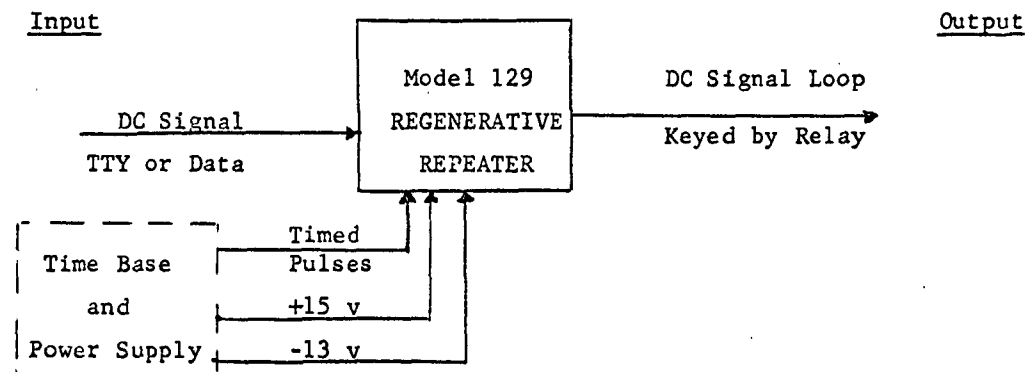 Input
Output
Model 129
REGENERATIVE
REPEATER
DC Signal
TTY or Data
DC Signal Loop
Keyed by Relay
Time Base
and
Power Supply
Timed
Pulses
+15 v
-13 v